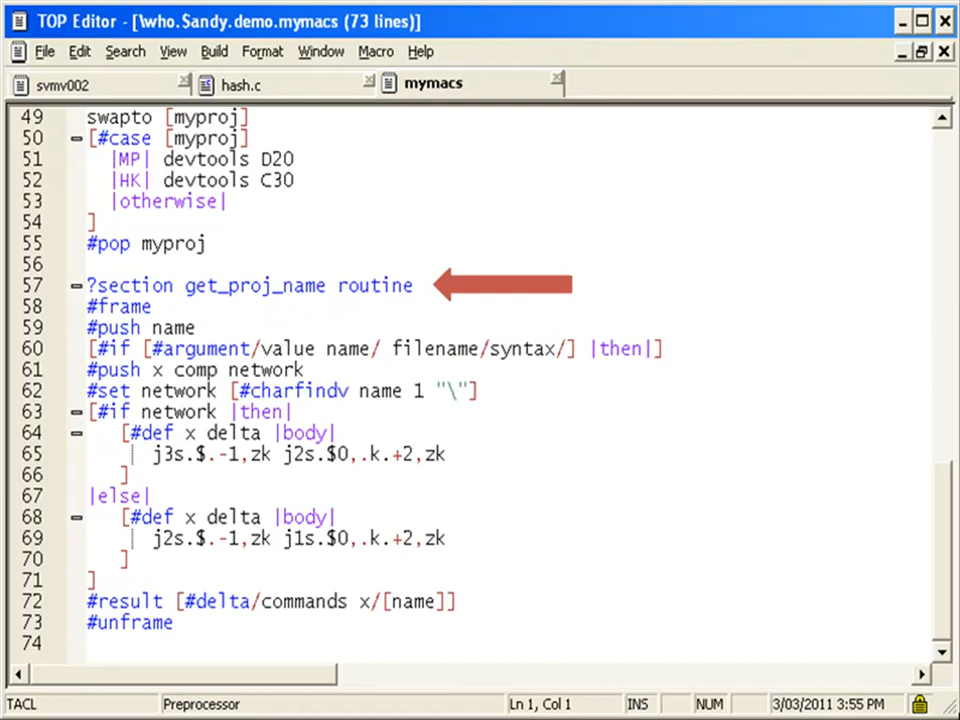 TOP Editor - [\who.$andy.demo.mymacs (73 lines)]
File Edit Search View Build Format Window Macro Help
svmv002 hash.c mymacs
49 swapto [myproj]
50 [#case [myproj]
51 |MP| devtools D20
52 |HK| devtools C30
53 |otherwise|
54 ]
55 #pop myproj
56
57 ?section get_proj_name routine
58 #frame
59 #push name
60 [#if [#argument/value name/ filename/syntax/] |then|]
61 #push x comp network
62 #set network [#charfindv name 1 "\"]
63 [#if network |then|
64 [#def x delta |body|
65 j3s.$.-1,zk j2s.$0,.k.+2,zk
66 ]
67 |else|
68 [#def x delta |body|
69 j2s.$.-1,zk j1s.$0,.k.+2,zk
70 ]
71 ]
72 #result [#delta/commands x/[name]]
73 #unframe
74
TACL Preprocessor Ln 1, Col 1 INS NUM 3/03/2011 3:55 PM